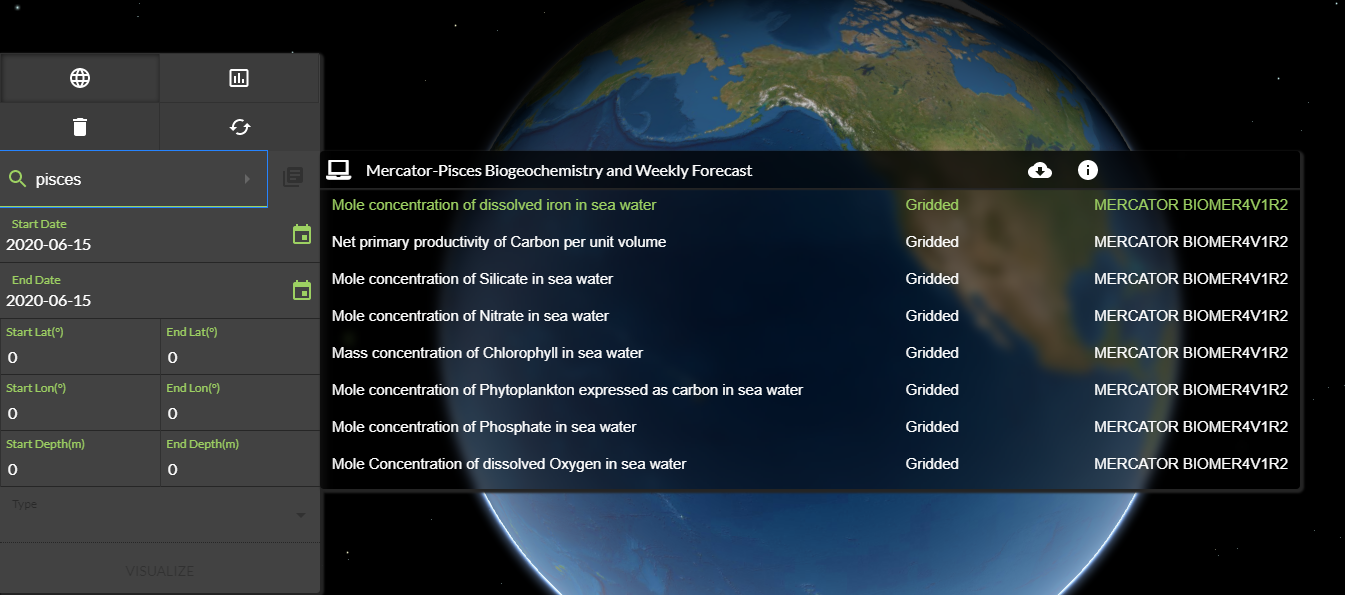 pisces
Start Date
2020-06-15
End Date
2020-06-15
Start Lat(º) End Lat(º)
0 0
Start Lon(º) End Lon(º)
0 0
Start Depth(m) End Depth(m)
0 0
Type
VISUALIZE
Mercator-Pisces Biogeochemistry and Weekly Forecast
Mole concentration of dissolved iron in sea water Gridded MERCATOR BIOMER4V1R2
Net primary productivity of Carbon per unit volume Gridded MERCATOR BIOMER4V1R2
Mole concentration of Silicate in sea water Gridded MERCATOR BIOMER4V1R2
Mole concentration of Nitrate in sea water Gridded MERCATOR BIOMER4V1R2
Mass concentration of Chlorophyll in sea water Gridded MERCATOR BIOMER4V1R2
Mole concentration of Phytoplankton expressed as carbon in sea water Gridded MERCATOR BIOMER4V1R2
Mole concentration of Phosphate in sea water Gridded MERCATOR BIOMER4V1R2
Mole Concentration of dissolved Oxygen in sea water Gridded MERCATOR BIOMER4V1R2